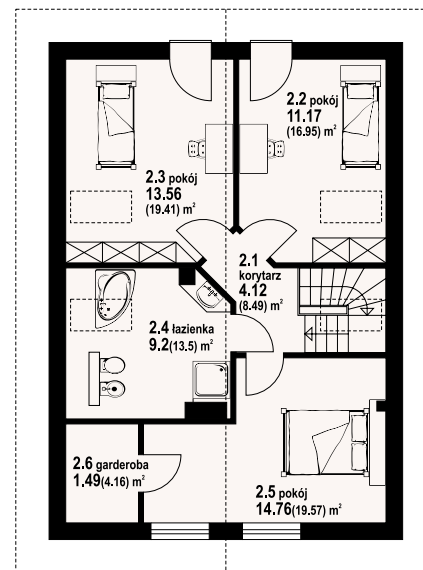 2.2 pokój
11.17
(16.95) m²
2.3 pokój
13.56
(19.41) m²
2.1
korytarz
4.12
(8.49) m²
2.4 łazienka
9.2(13.5) m²
2.6 garderoba
1.49(4.16) m²
2.5 pokój
14.76(19.57) m²